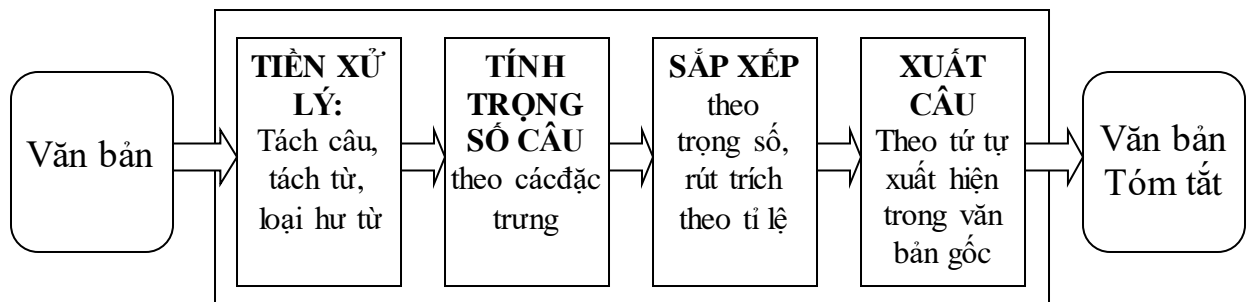 Văn bản
TIỀN XỬ
LÝ:
Tách câu,
tách từ,
loại hư từ
TÍNH
TRỌNG
SỐ CÂU
theo cácđặc
trưng
SẮP XẾP
theo
trọng số,
rút trích
theo tỉ lệ
XUẤT
CÂU
Theo tứ tự
xuất hiện
trong văn
bản gốc
Văn bản
Tóm tắt